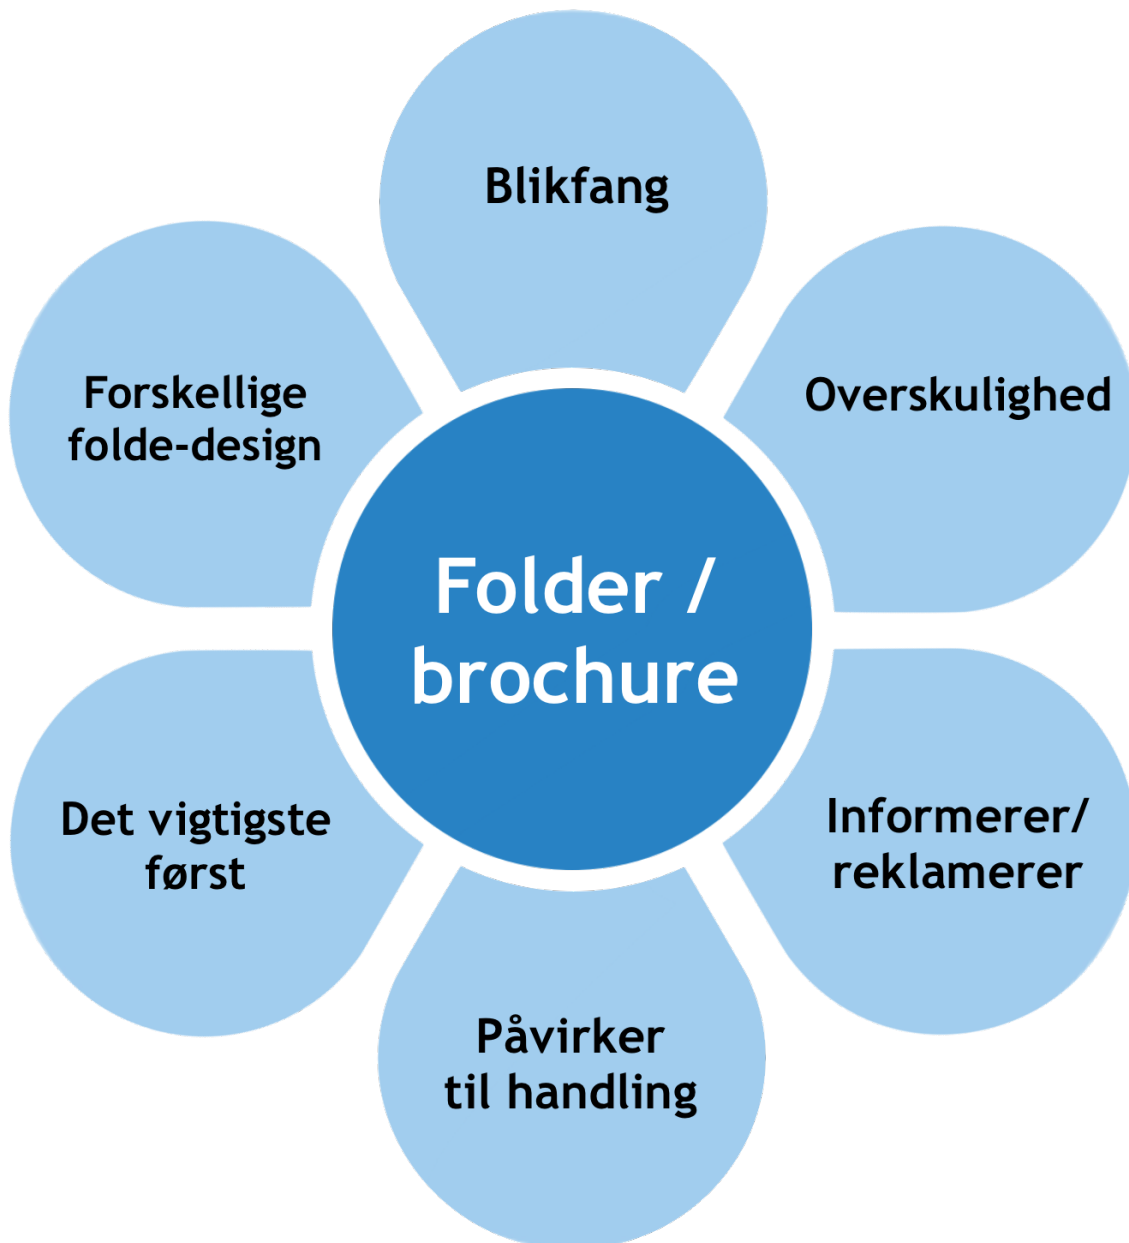 Blikfang
Overskulighed
Informerer/
reklamerer
Påvirker
til handling
Det vigtigste
først
Forskellige
folde-design
Folder /
brochure